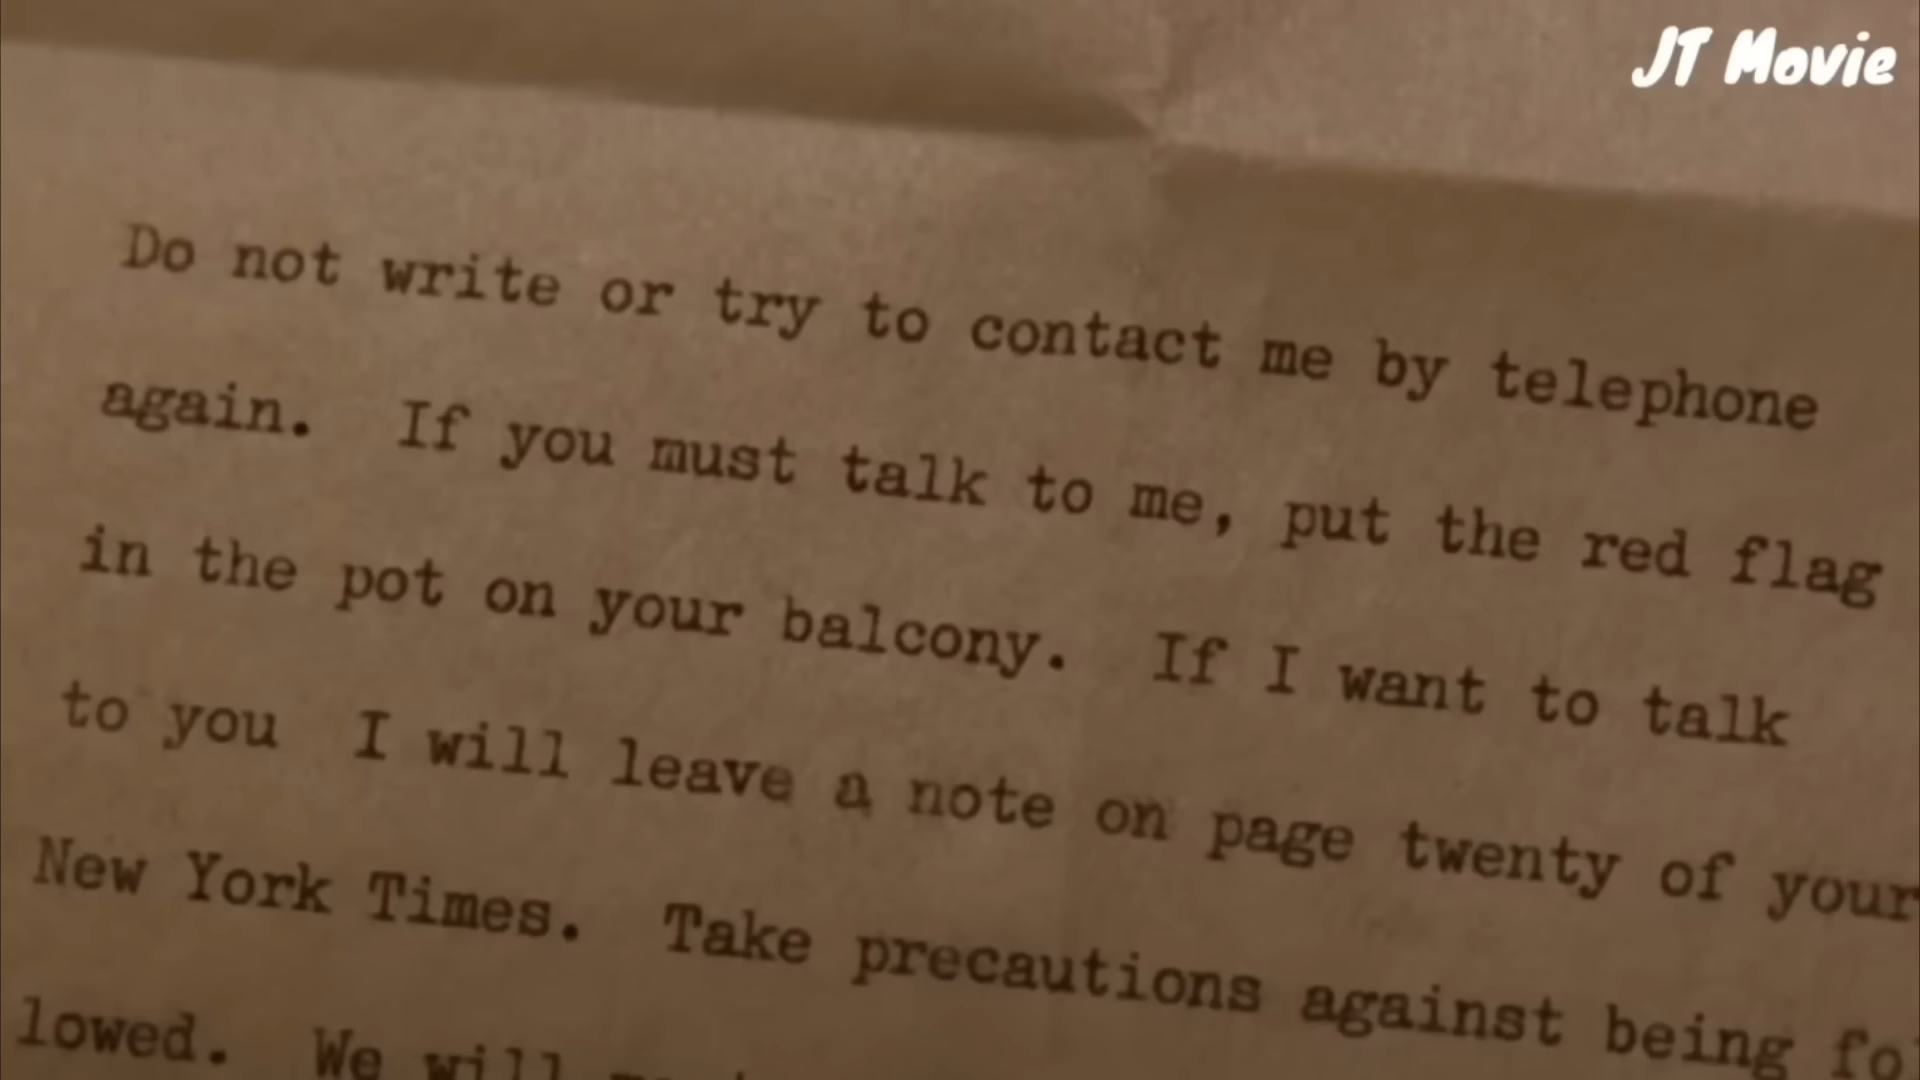 JT Movie
Do not write or try to contact me by telephone
again. If you must talk to me, put the red flag
in the pot on your balcony. If I want to talk
to you I will leave a note on page twenty of your
New York Times. Take precautions against being fol
lowed. We will